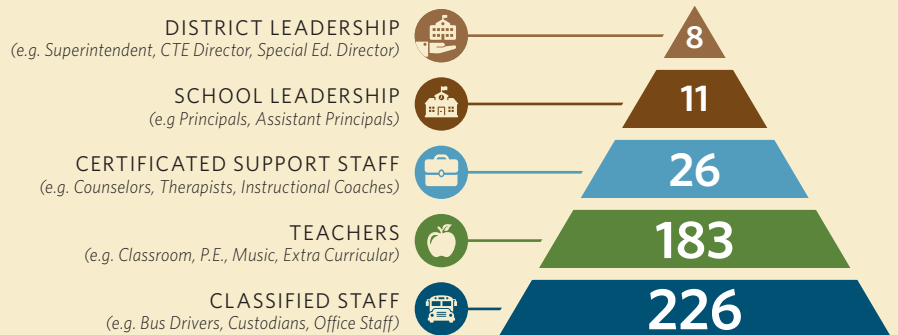 DISTRICT LEADERSHIP
(e.g. Superintendent, CTE Director, Special Ed. Director)
8
SCHOOL LEADERSHIP
(e.g Principals, Assistant Principals)
11
CERTIFICATED SUPPORT STAFF
(e.g. Counselors, Therapists, Instructional Coaches)
26
TEACHERS
(e.g. Classroom, P.E., Music, Extra Curricular)
183
CLASSIFIED STAFF
(e.g. Bus Drivers, Custodians, Office Staff)
226